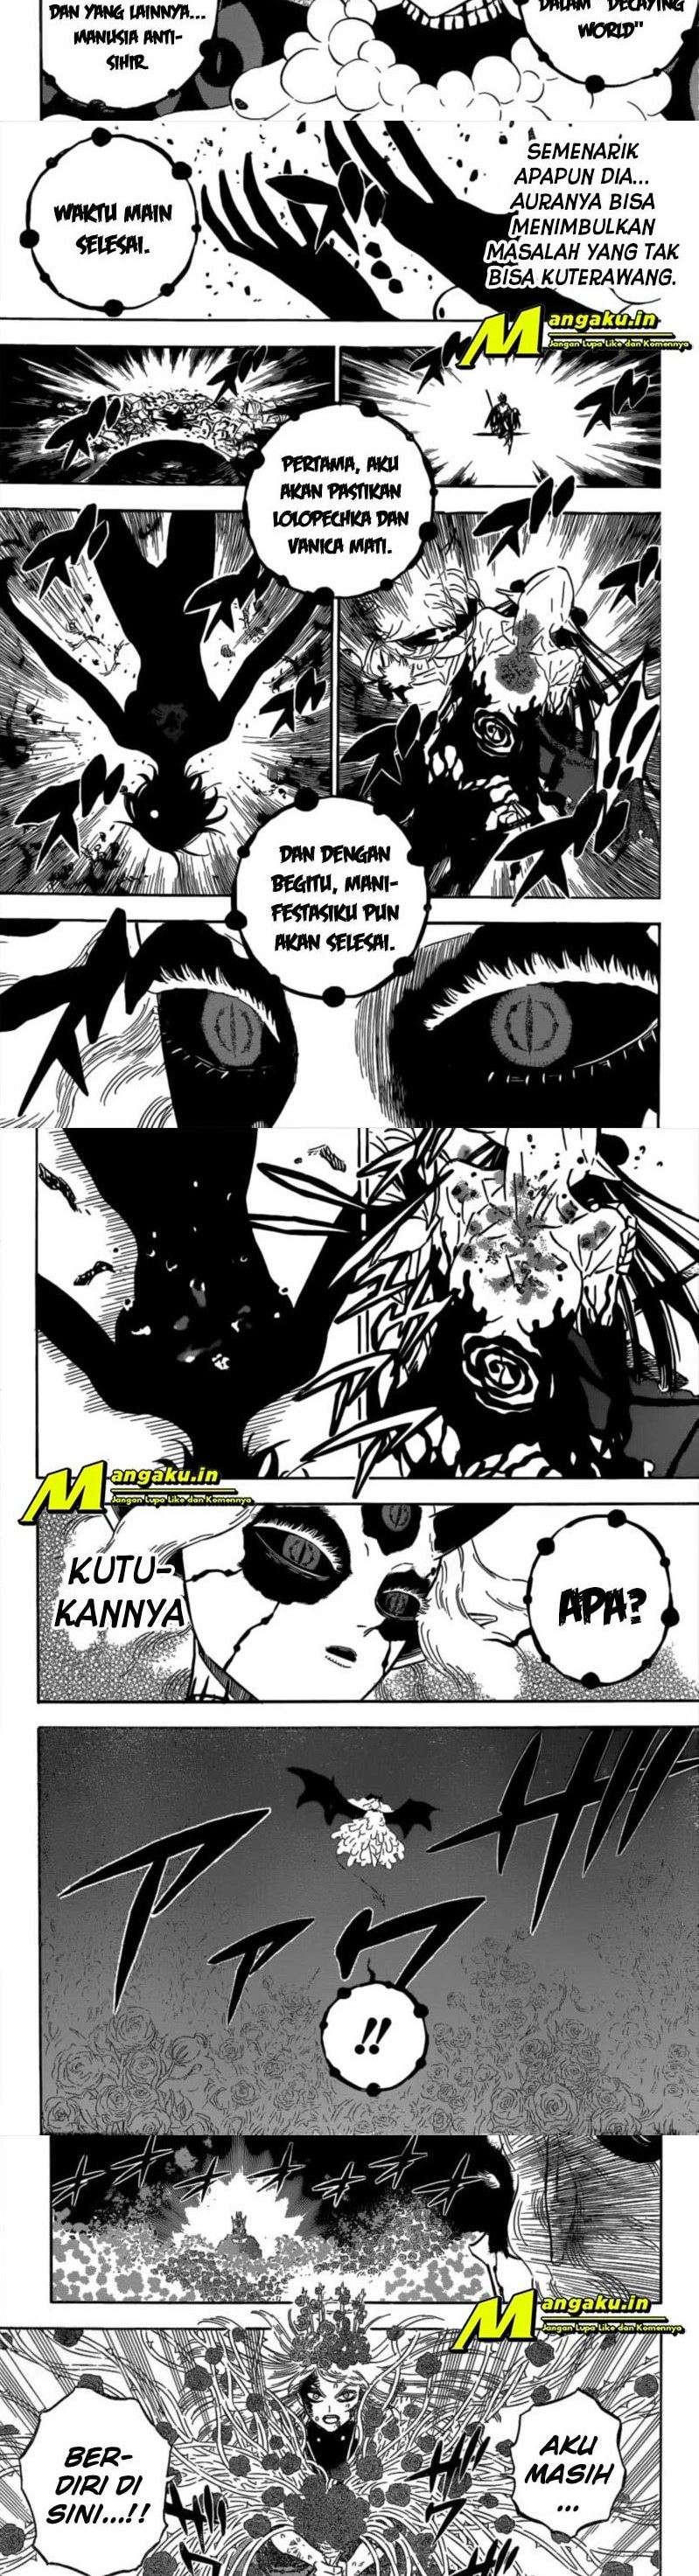 DAN YANG LAINNYA...
MANUSIA ANTI-
SIHIR.
DALAM "DECAYING
WORLD"
SEMENARIK
APAPUN DIA...
AURANYA BISA
MENIMBULKAN
MASALAH YANG TAK
BISA KUTERAWANG.
WAKTU MAIN
SELESAI.
Mangaku.in
Jangan Lupa Like dan Komennya
PERTAMA, AKU
AKAN PASTIKAN
LOLOPECHKA DAN
VANICA MATI.
DAN DENGAN
BEGITU, MANI-
FESTASIKU PUN
AKAN SELESAI.
Mangaku.in
Jangan Lupa Like dan Komennya
KUTU-
KANNYA
APA?
!!
Mangaku.in
Jangan Lupa Like dan Komennya
AKU
MASIH
...
BER-
DIRI DI
SINI...!!